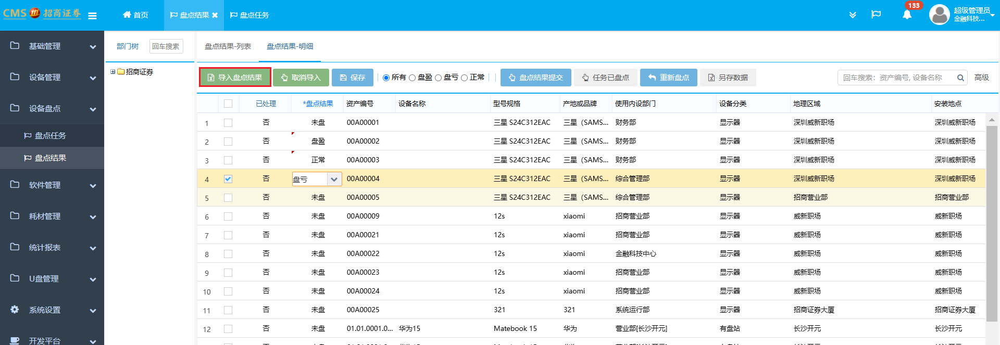 CMS 招商证券
首页
盘点结果
盘点任务
133
超级管理员
金融科技...
基础管理
设备管理
设备盘点
盘点任务
盘点结果
软件管理
耗材管理
统计报表
U盘管理
系统设置
开发平台
部门树 回车搜索
招商证券
盘点结果-列表 盘点结果-明细
导入盘点结果 取消导入 保存 所有 盘盈 盘亏 正常 盘点结果提交 任务已盘点 重新盘点 另存数据 回车搜索：资产编号, 设备名称 高级
已处理 *盘点结果 资产编号 设备名称 型号规格 产地或品牌 使用内设部门 设备分类 地理区域 安装地点
1 否 未盘 00A00001 三星 S24C312EAC 三星（SAMS... 财务部 显示器 深圳威新职场 深圳威新职场
2 否 盘盈 00A00002 三星 S24C312EAC 三星（SAMS... 财务部 显示器 深圳威新职场 深圳威新职场
3 否 正常 00A00003 三星 S24C312EAC 三星（SAMS... 财务部 显示器 深圳威新职场 深圳威新职场
4 否 盘亏 00A00004 三星 S24C312EAC 三星（SAMS... 综合管理部 显示器 深圳威新职场 深圳威新职场
5 否 未盘 00A00005 三星 S24C312EAC 三星（SAMS... 综合管理部 显示器 招商营业部 招商营业部
6 否 未盘 00A00009 12s xiaomi 招商营业部 显示器 威新职场 威新职场
7 否 未盘 00A00021 12s xiaomi 招商营业部 显示器 威新职场 威新职场
8 否 未盘 00A00022 12s xiaomi 金融科技中心 显示器 威新职场 威新职场
9 否 未盘 00A00023 12s xiaomi 招商营业部 显示器 威新职场 威新职场
10 否 未盘 00A00024 12s xiaomi 招商营业部 显示器 威新职场 威新职场
11 否 未盘 00A00025 321 321 系统运行部 显示器 招商证券大厦 招商证券大厦
12 否 未盘 01.01.0001.0... 华为15 Matebook 15 华为 营业部[长沙开元] 有盘站 长沙开元 长沙开元